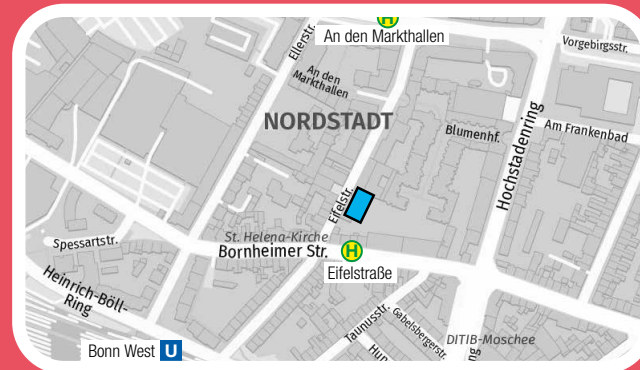 H
An den Markthallen
Vorgebirgsstr.
Ellerstr.
An den
Markthallen
NORDSTADT
Blumenhf.
Am Frankenbad
Hochstadenring
Eifelstr.
St. Helena-Kirche
Bornheimer Str.
Spessartstr.
H
Eifelstraße
Heinrich-Böll-
Ring
Taunusstr.
Gabelsbergerstr.
DITIB-Moschee
Bonn West U